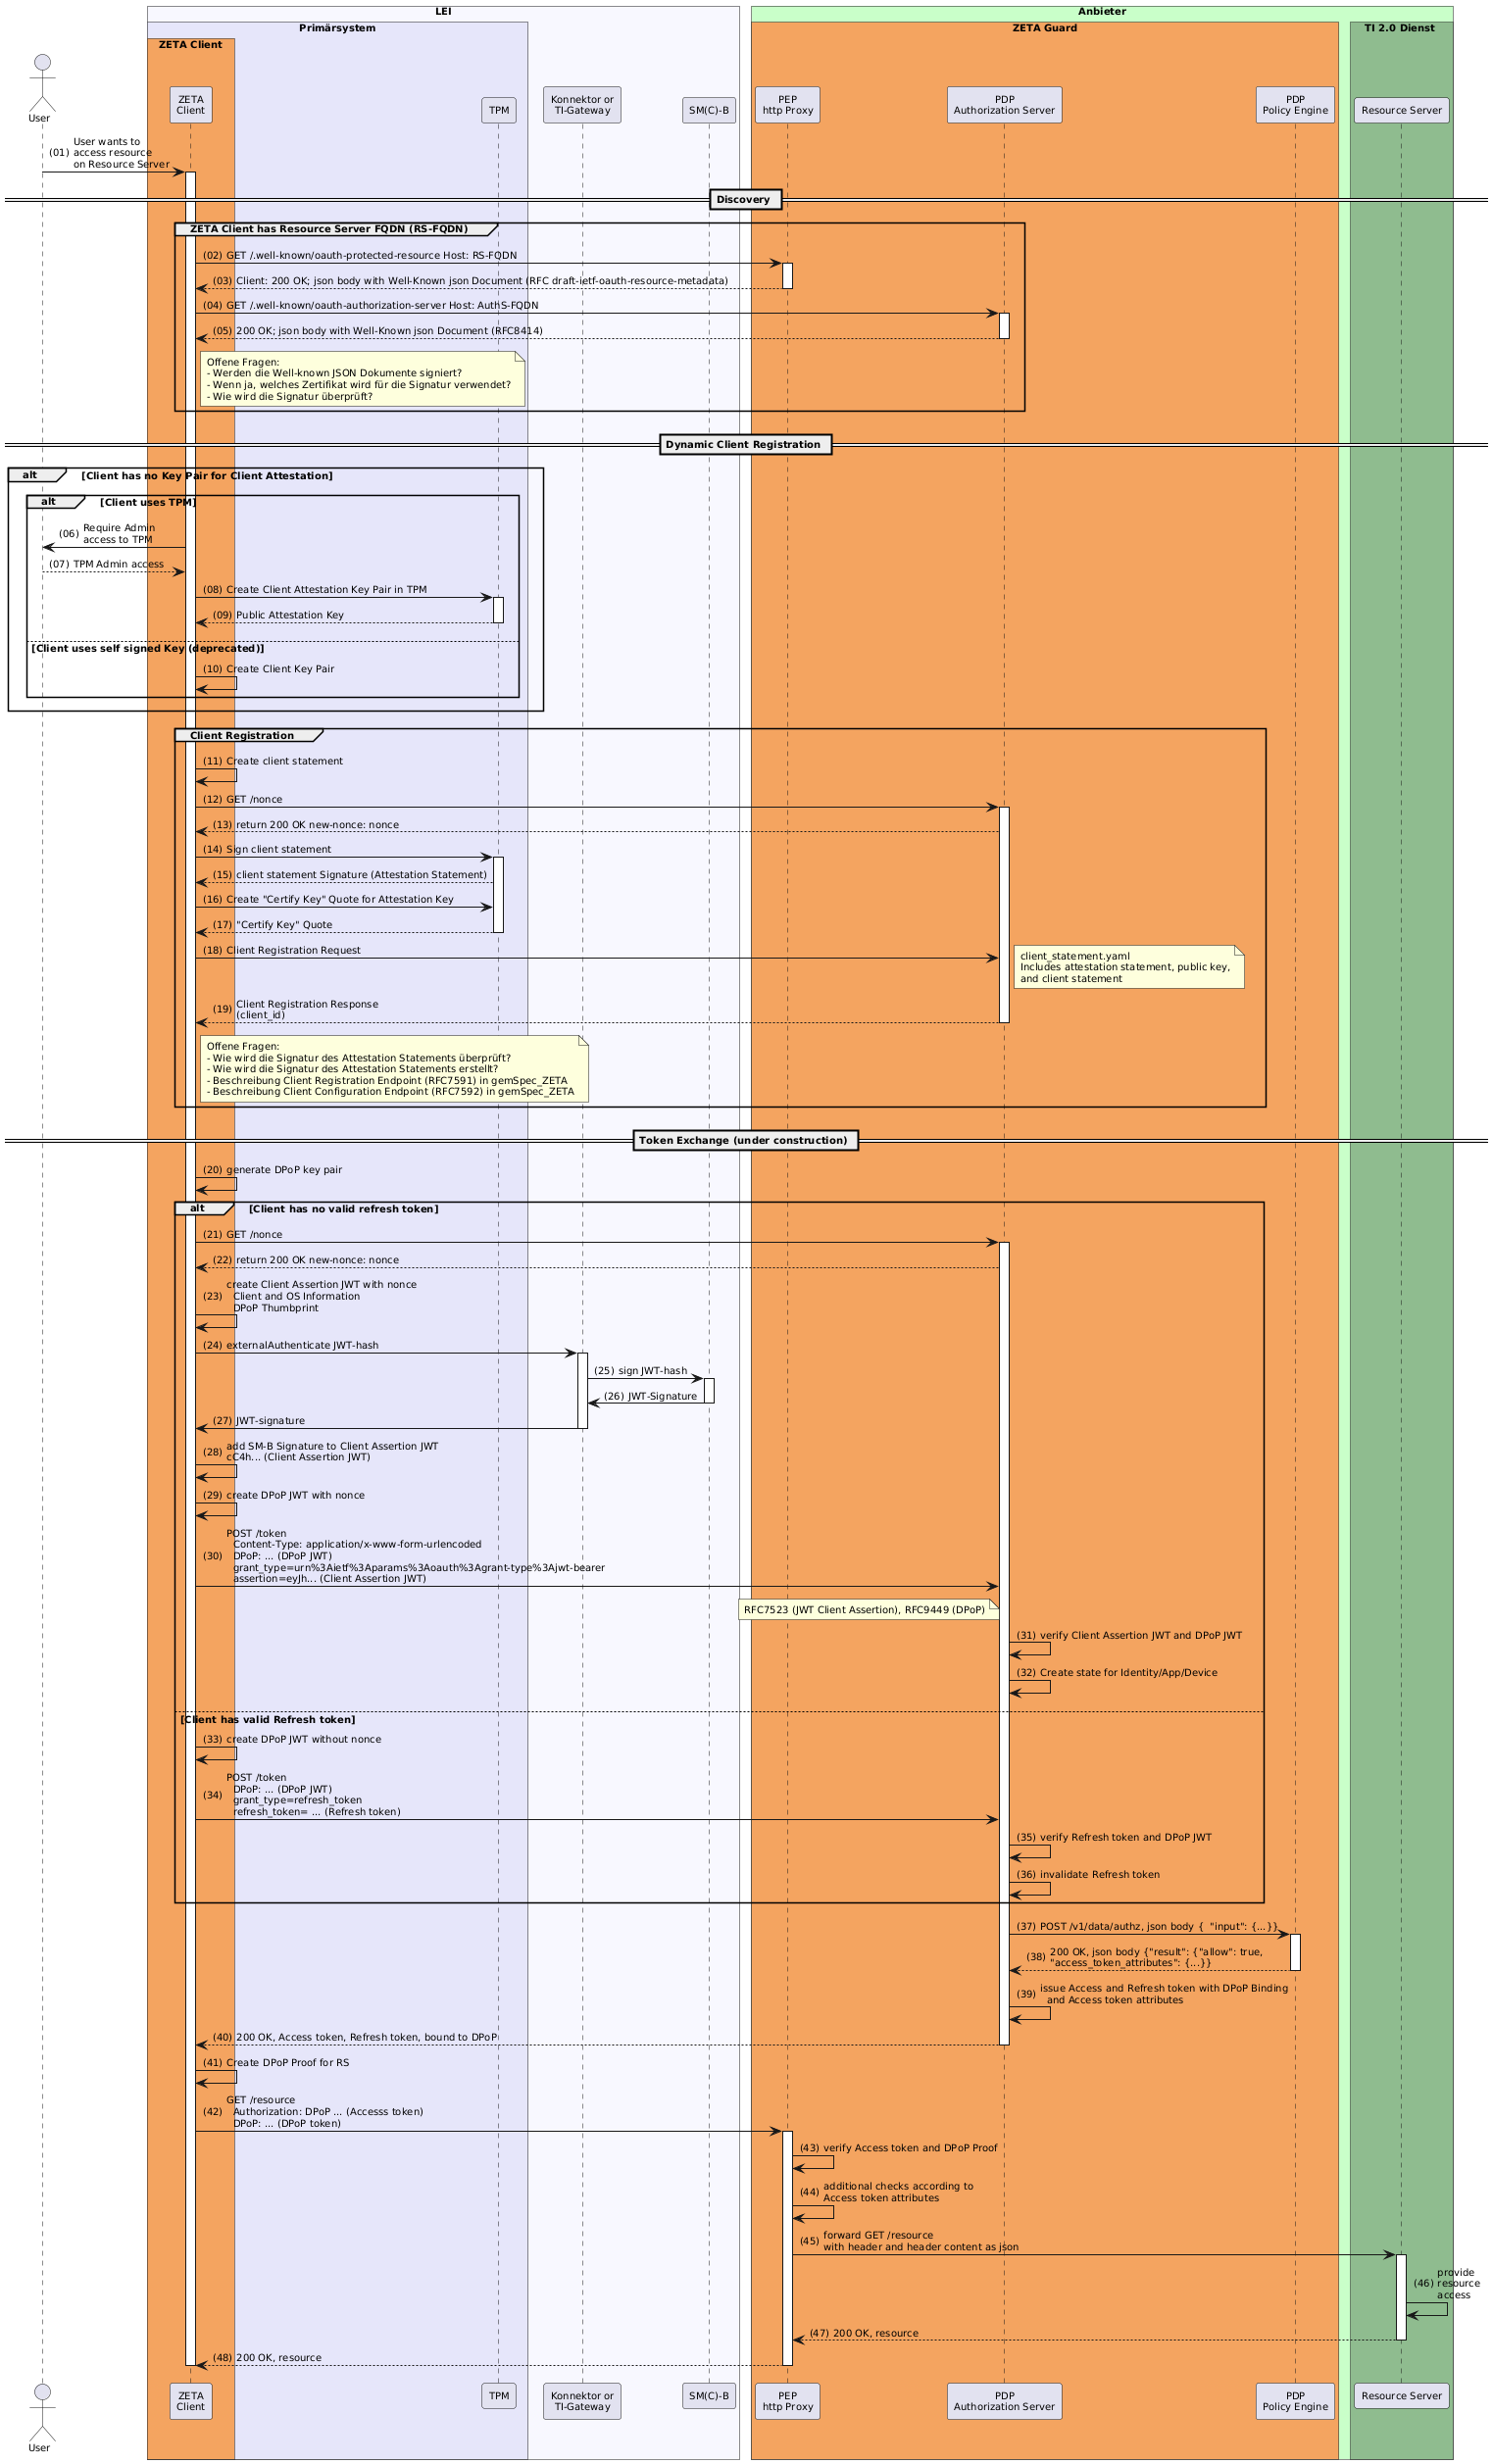 LEI
Anbieter
Primärsystem
ZETA Guard
TI 2.0 Dienst
ZETA Client
User
ZETA
Client
TPM
Konnektor or
TI-Gateway
SM(C)-B
PEP
http Proxy
PDP
Authorization Server
PDP
Policy Engine
Resource Server
(01) User wants to
access resource
on Resource Server
Discovery
ZETA Client has Resource Server FQDN (RS-FQDN)
(02) GET /.well-known/oauth-protected-resource Host: RS-FQDN
(03) Client: 200 OK; json body with Well-Known json Document (RFC draft-ietf-oauth-resource-metadata)
(04) GET /.well-known/oauth-authorization-server Host: AuthS-FQDN
(05) 200 OK; json body with Well-Known json Document (RFC8414)
Offene Fragen:
- Werden die Well-known JSON Dokumente signiert?
- Wenn ja, welches Zertifikat wird für die Signatur verwendet?
- Wie wird die Signatur überprüft?
Dynamic Client Registration
alt [Client has no Key Pair for Client Attestation]
alt [Client uses TPM]
(06) Require Admin
access to TPM
(07) TPM Admin access
(08) Create Client Attestation Key Pair in TPM
(09) Public Attestation Key
[Client uses self signed Key (deprecated)]
(10) Create Client Key Pair
Client Registration
(11) Create client statement
(12) GET /nonce
(13) return 200 OK new-nonce: nonce
(14) Sign client statement
(15) client statement Signature (Attestation Statement)
(16) Create "Certify Key" Quote for Attestation Key
(17) "Certify Key" Quote
(18) Client Registration Request
client_statement.yaml
Includes attestation statement, public key,
and client statement
(19) Client Registration Response
(client_id)
Offene Fragen:
- Wie wird die Signatur des Attestation Statements überprüft?
- Wie wird die Signatur des Attestation Statements erstellt?
- Beschreibung Client Registration Endpoint (RFC7591) in gemSpec_ZETA
- Beschreibung Client Configuration Endpoint (RFC7592) in gemSpec_ZETA
Token Exchange (under construction)
(20) generate DPoP key pair
alt [Client has no valid refresh token]
(21) GET /nonce
(22) return 200 OK new-nonce: nonce
(23) create Client Assertion JWT with nonce
Client and OS Information
DPoP Thumbprint
(24) externalAuthenticate JWT-hash
(25) sign JWT-hash
(26) JWT-Signature
(27) JWT-signature
(28) add SM-B Signature to Client Assertion JWT
cC4h... (Client Assertion JWT)
(29) create DPoP JWT with nonce
(30) POST /token
Content-Type: application/x-www-form-urlencoded
DPoP: ... (DPoP JWT)
grant_type=urn%3Aietf%3Aparams%3Aoauth%3Agrant-type%3Ajwt-bearer
assertion=eyJh... (Client Assertion JWT)
RFC7523 (JWT Client Assertion), RFC9449 (DPoP)
(31) verify Client Assertion JWT and DPoP JWT
(32) Create state for Identity/App/Device
[Client has valid Refresh token]
(33) create DPoP JWT without nonce
(34) POST /token
DPoP: ... (DPoP JWT)
grant_type=refresh_token
refresh_token= ... (Refresh token)
(35) verify Refresh token and DPoP JWT
(36) invalidate Refresh token
(37) POST /v1/data/authz, json body { "input": {...}}
(38) 200 OK, json body {"result": {"allow": true,
"access_token_attributes": {...}}
(39) issue Access and Refresh token with DPoP Binding
and Access token attributes
(40) 200 OK, Access token, Refresh token, bound to DPoP
(41) Create DPoP Proof for RS
(42) GET /resource
Authorization: DPoP ... (Accesss token)
DPoP: ... (DPoP token)
(43) verify Access token and DPoP Proof
(44) additional checks according to
Access token attributes
(45) forward GET /resource
with header and header content as json
(46) provide
resource
access
(47) 200 OK, resource
(48) 200 OK, resource
User
ZETA
Client
TPM
Konnektor or
TI-Gateway
SM(C)-B
PEP
http Proxy
PDP
Authorization Server
PDP
Policy Engine
Resource Server